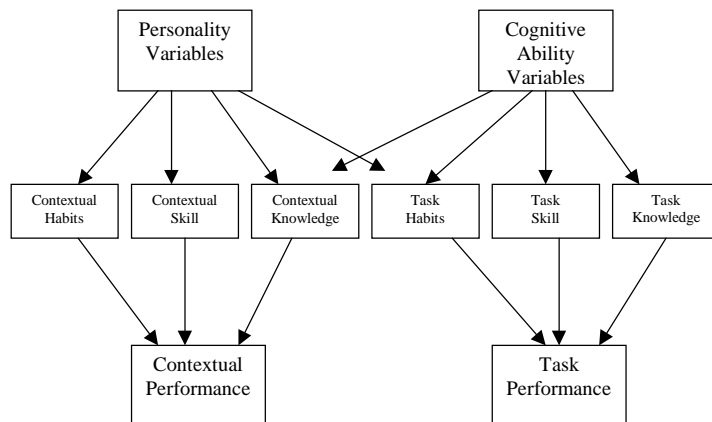 Personality
Variables
Cognitive
Ability
Variables
Contextual
Habits
Contextual
Skill
Contextual
Knowledge
Task
Habits
Task
Skill
Task
Knowledge
Contextual
Performance
Task
Performance